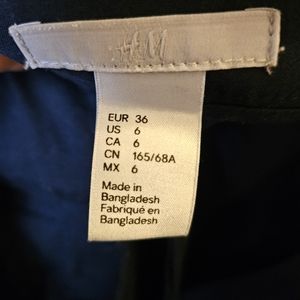 H&M
EUR 36
US 6
CA 6
CN 165/68A
MX 6
Made in
Bangladesh
Fabriqué en
Bangladesh